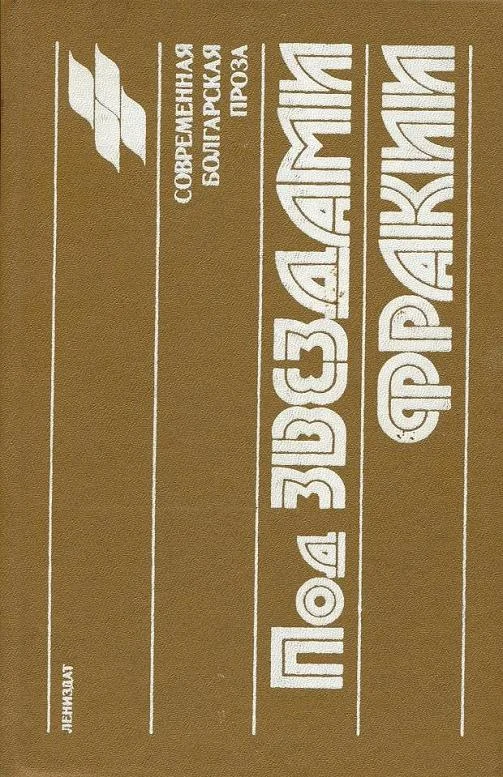 СОВРЕМЕННАЯ
БОЛГАРСКАЯ
ПРОЗА
Под ЗВЕЗДАМИ
ФРАКИИ
ЛЕНИЗДАТ